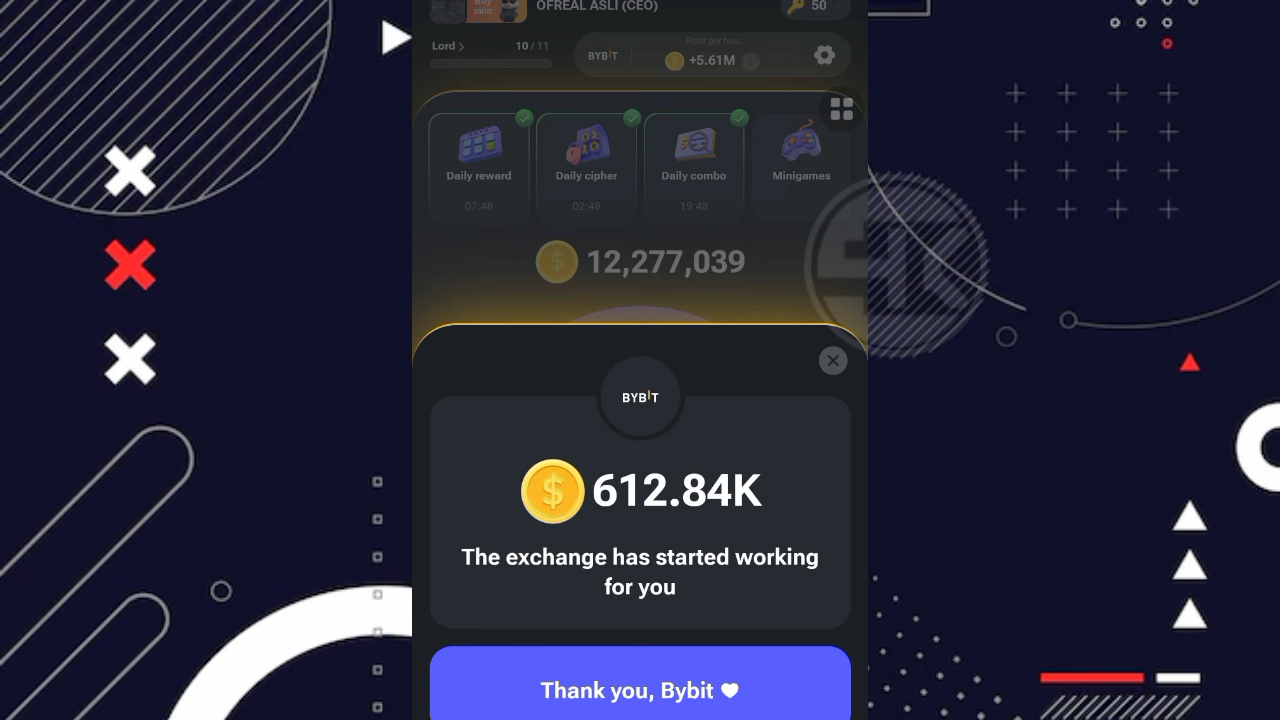 Buy
skin
OFREAL ASLI (CEO)
50
Lord >
10 / 11
BYBIT
Profit per hour
+5.61M
Daily reward
07:48
Daily cipher
02:48
Daily combo
19:48
Minigames
12,277,039
BYBIT
612.84K
The exchange has started working
for you
Thank you, Bybit